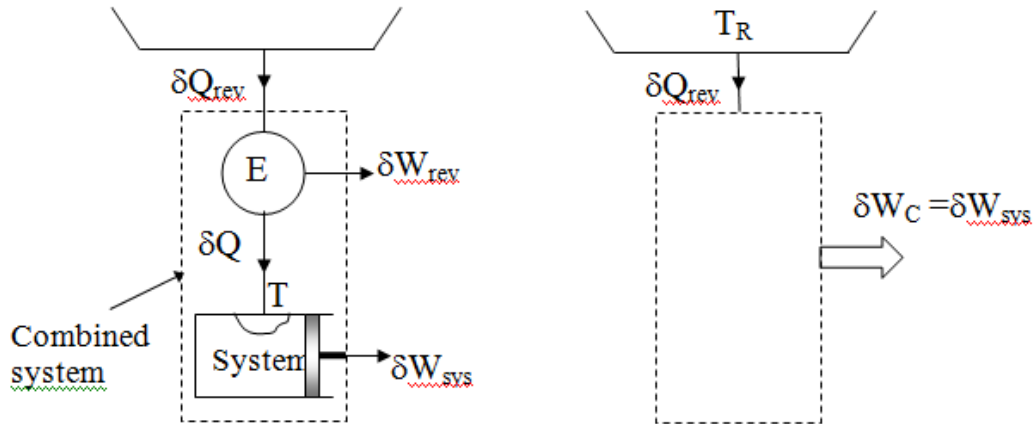 δQrev
E
δWrev
δQ
T
System
δWsys
Combined
system
TR
δQrev
δWC =δWsys